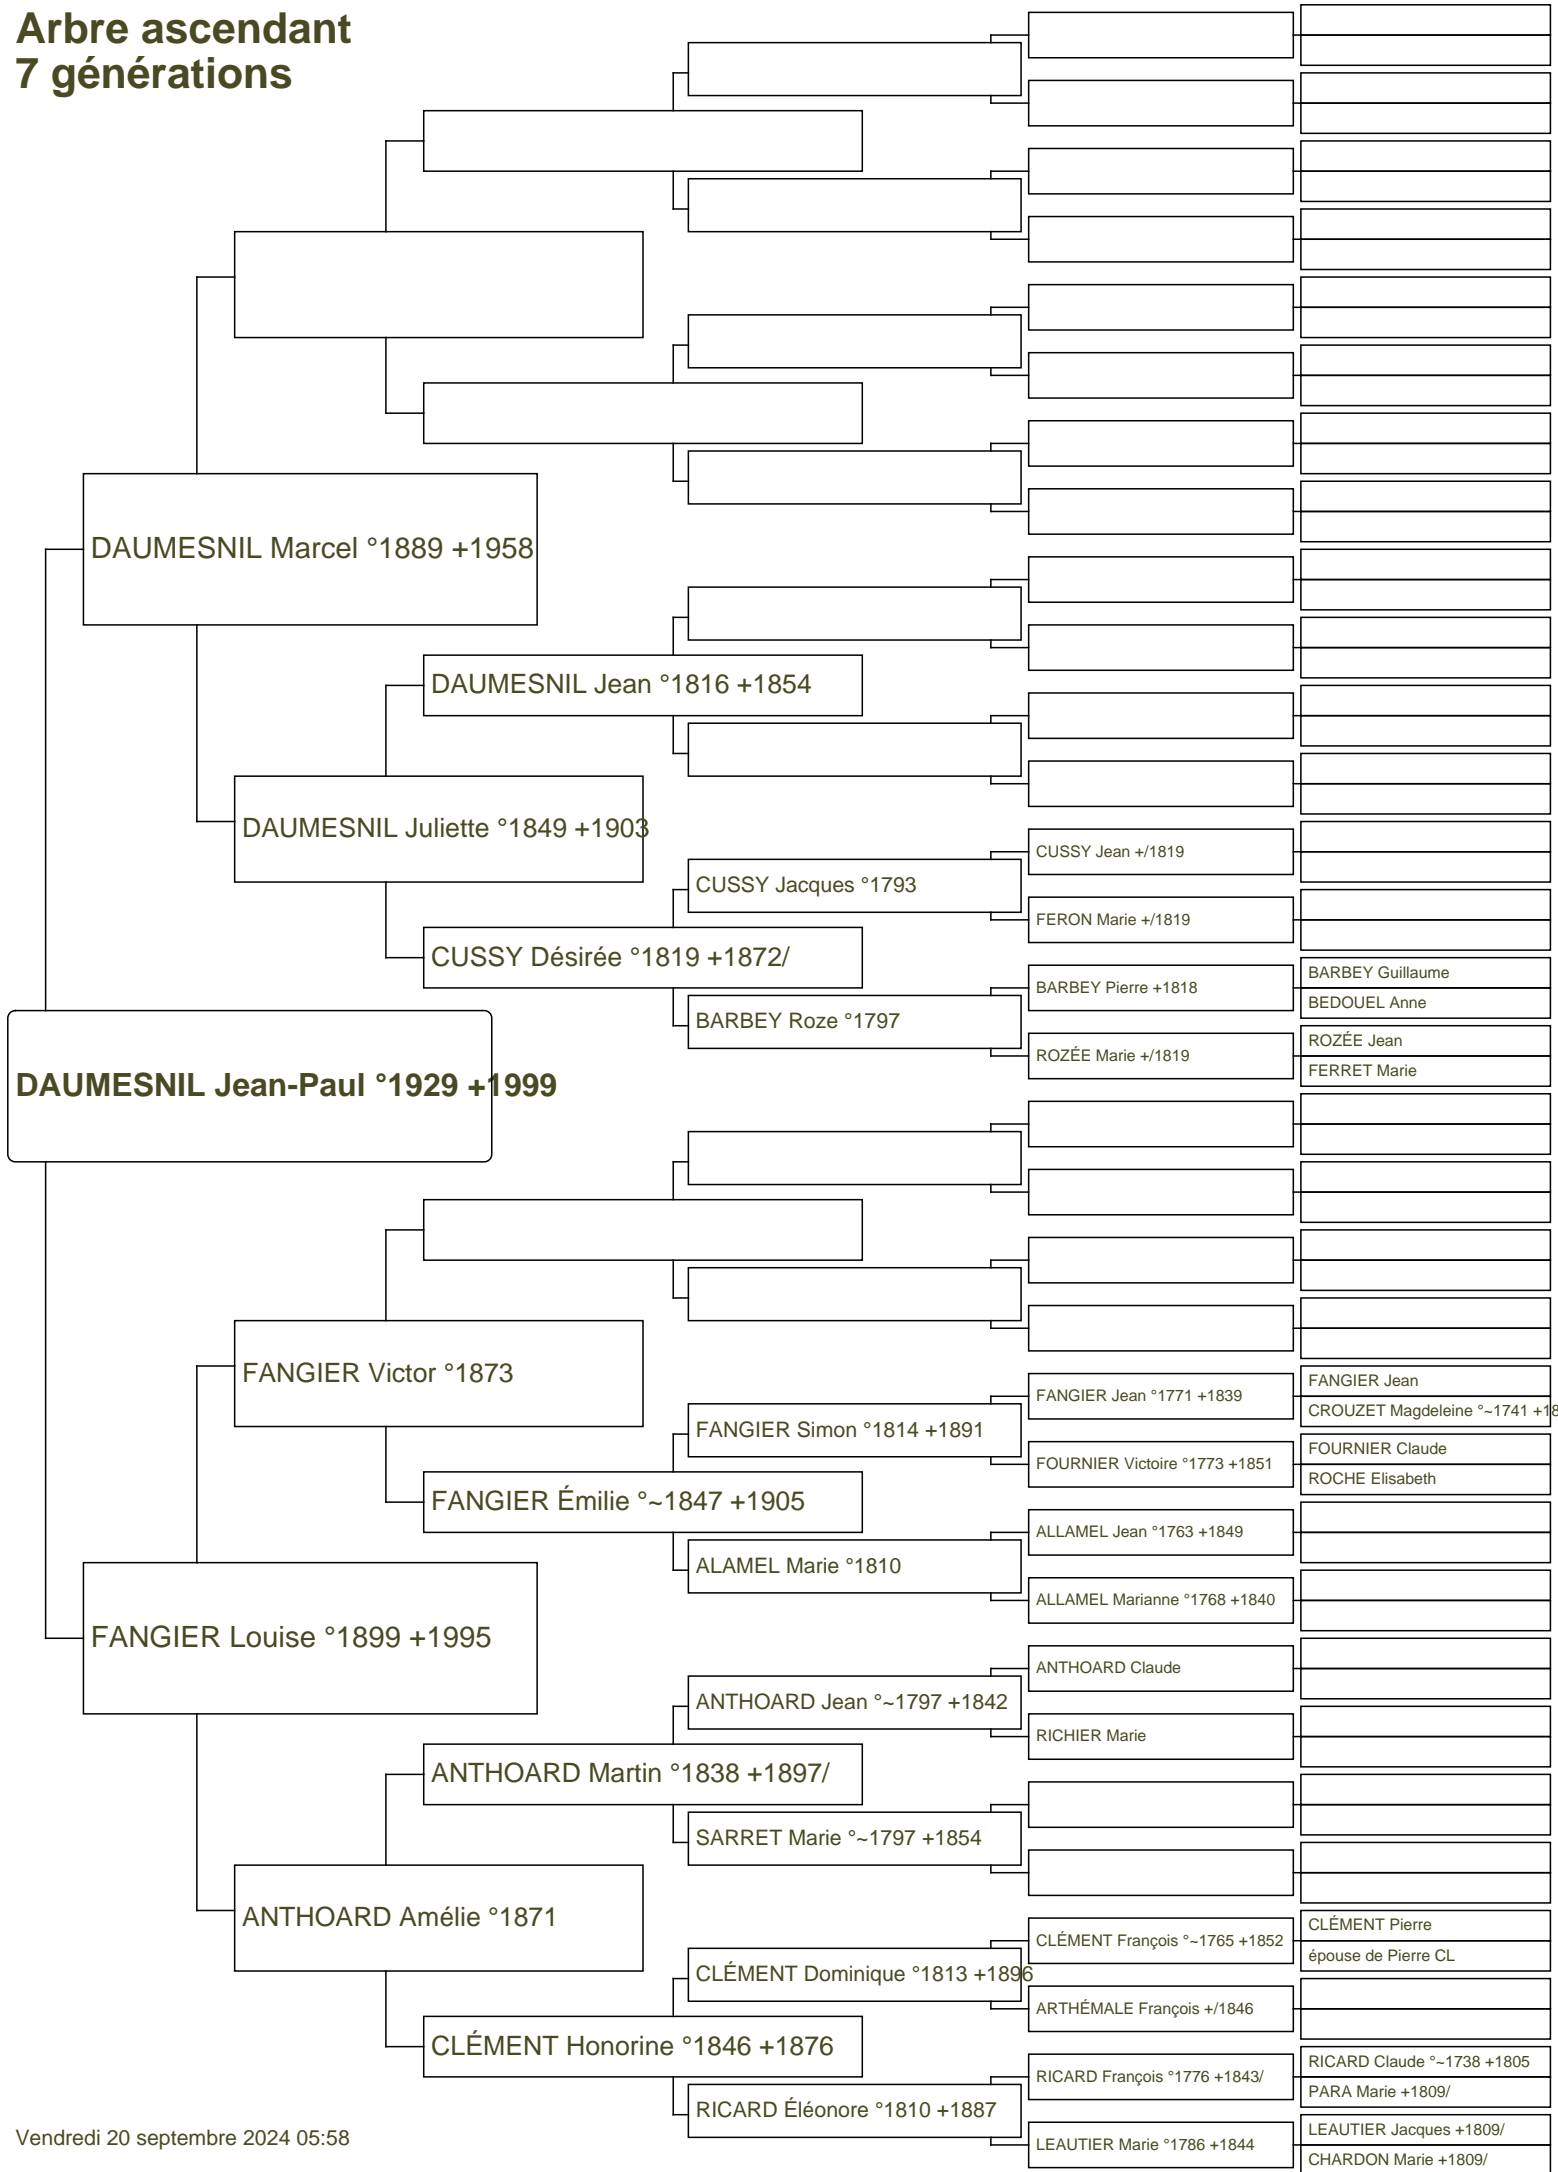 Arbre ascendant
7 générations
DAUMESNIL Marcel °1889 +1958
DAUMESNIL Jean °1816 +1854
DAUMESNIL Juliette °1849 +1903
CUSSY Jean +/1819
CUSSY Jacques °1793
FERON Marie +/1819
CUSSY Désirée °1819 +1872/
BARBEY Guillaume
BARBEY Pierre +1818
BEDOUEL Anne
BARBEY Roze °1797
ROZÉE Jean
ROZÉE Marie +/1819
FERRET Marie
DAUMESNIL Jean-Paul °1929 +1999
FANGIER Victor °1873
FANGIER Jean
FANGIER Jean °1771 +1839
CROUZET Magdeleine °~1741 +18
FANGIER Simon °1814 +1891
FOURNIER Claude
FOURNIER Victoire °1773 +1851
ROCHE Elisabeth
FANGIER Émilie °~1847 +1905
ALLAMEL Jean °1763 +1849
ALAMEL Marie °1810
ALLAMEL Marianne °1768 +1840
FANGIER Louise °1899 +1995
ANTHOARD Claude
ANTHOARD Jean °~1797 +1842
RICHIER Marie
ANTHOARD Martin °1838 +1897/
SARRET Marie °~1797 +1854
ANTHOARD Amélie °1871
CLÉMENT Pierre
CLÉMENT François °~1765 +1852
épouse de Pierre CL
CLÉMENT Dominique °1813 +1896
ARTHÉMALE François +/1846
CLÉMENT Honorine °1846 +1876
RICARD Claude °~1738 +1805
RICARD François °1776 +1843/
PARA Marie +1809/
RICARD Éléonore °1810 +1887
LEAUTIER Jacques +1809/
LEAUTIER Marie °1786 +1844
CHARDON Marie +1809/
Vendredi 20 septembre 2024 05:58